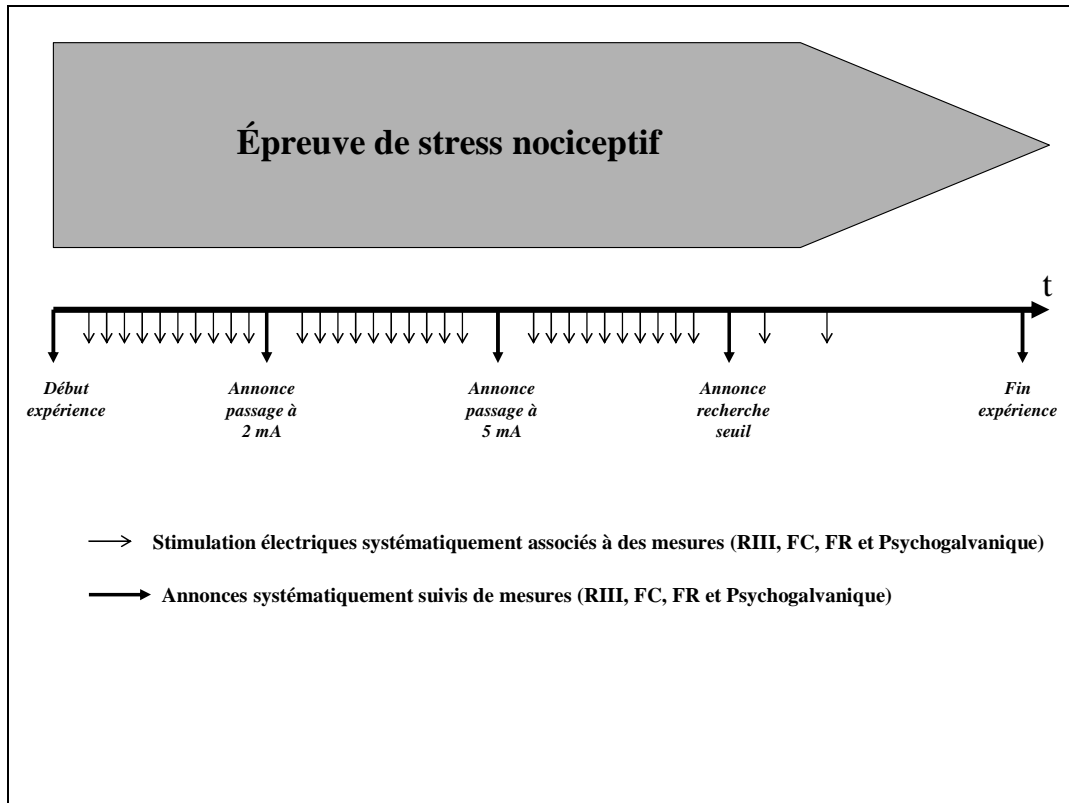 Épreuve de stress nociceptif
t
Début
expérience
Annonce
passage à
2 mA
Annonce
passage à
5 mA
Annonce
recherche
seuil
Fin
expérience
Stimulation électriques systématiquement associés à des mesures (RIII, FC, FR et Psychogalvanique)
Annonces systématiquement suivis de mesures (RIII, FC, FR et Psychogalvanique)